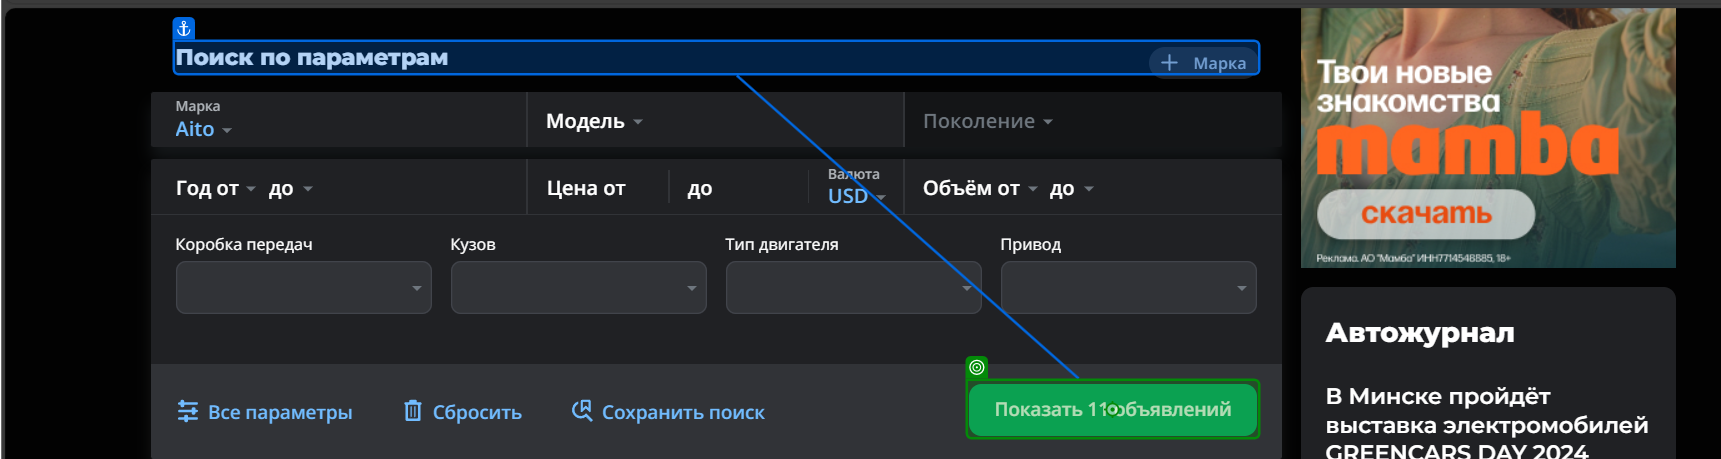 Поиск по параметрам
Марка
Марка
Aito
Модель
Поколение
Год от
до
Цена от
до
Валюта
USD
Объём от
до
Коробка передач
Кузов
Тип двигателя
Привод
Все параметры
Сбросить
Сохранить поиск
Показать 11 объявлений
Твои новые
знакомства
mamba
скачать
Реклама. АО "Мамба" ИНН7714548885, 18+
Автожурнал
В Минске пройдёт
выставка электромобилей
GREENCARS DAY 2024